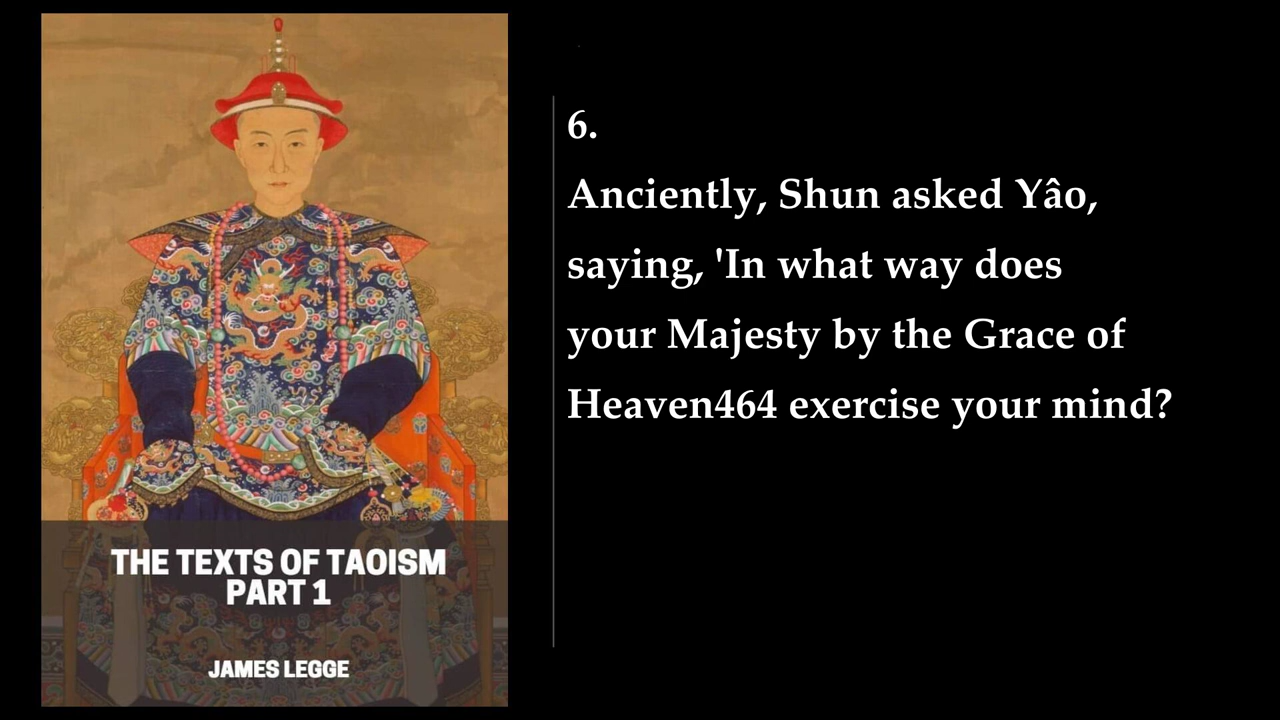 THE TEXTS OF TAOISM
PART 1
JAMES LEGGE
6.
Anciently, Shun asked Yâo,
saying, 'In what way does
your Majesty by the Grace of
Heaven464 exercise your mind?